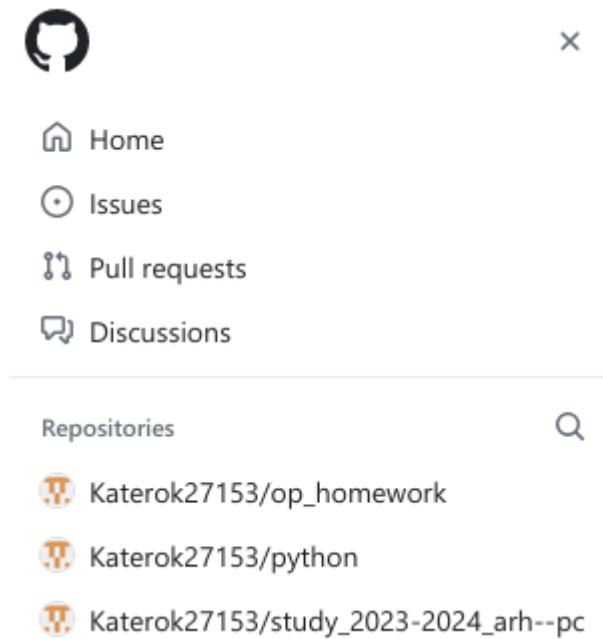 Home
Issues
Pull requests
Discussions
Repositories
Katerok27153/op_homework
Katerok27153/python
Katerok27153/study_2023-2024_arh--pc